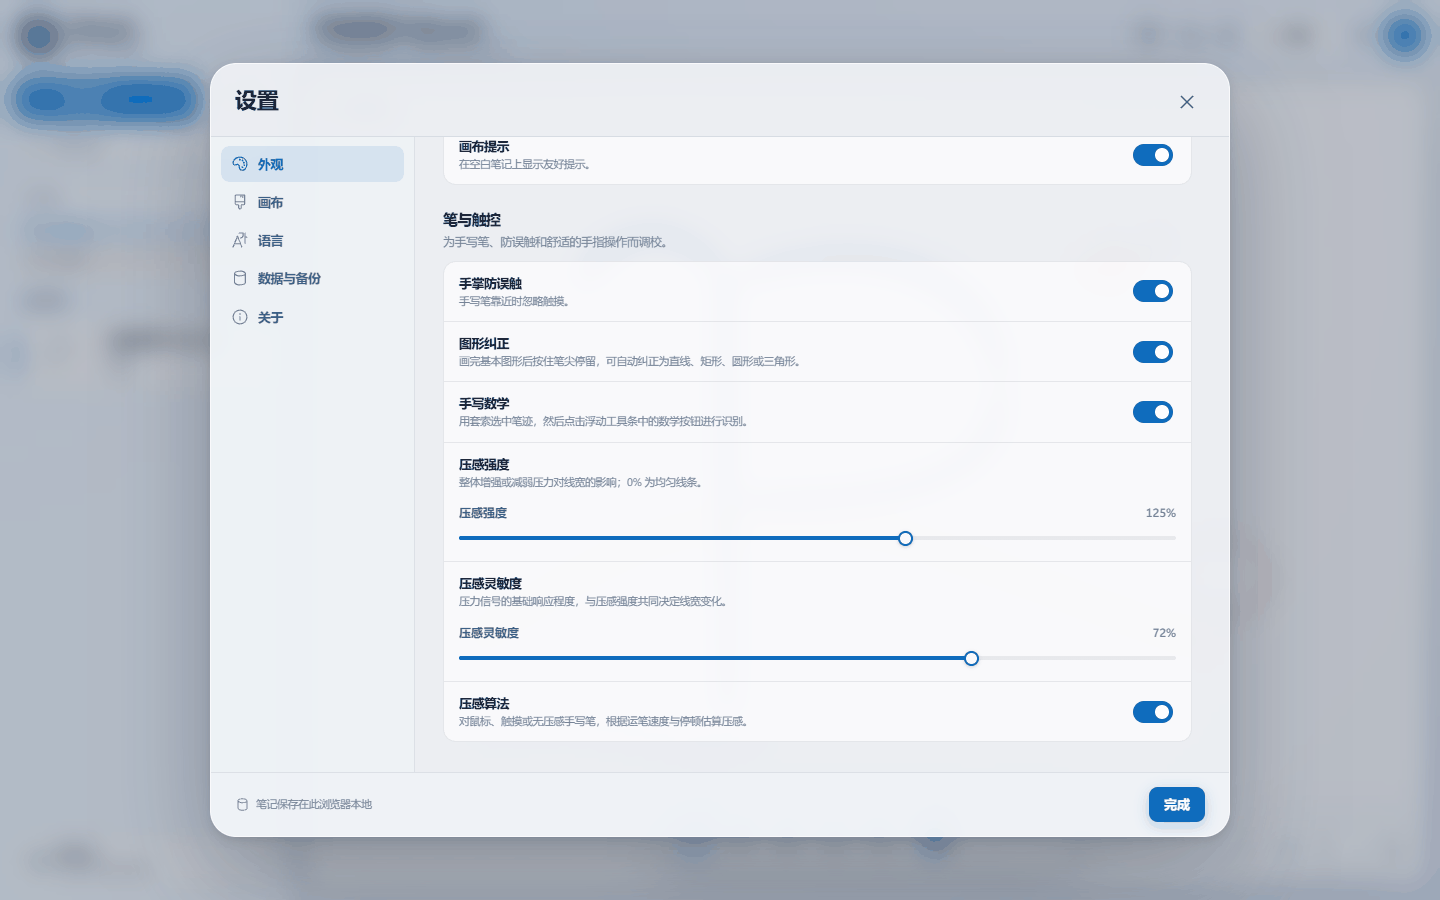 设置
外观
画布
语言
数据与备份
关于
画布提示
在空白笔记上显示友好提示。
笔与触控
为手写笔、防误触和舒适的手指操作而调校。
手掌防误触
手写笔靠近时忽略触摸。
图形纠正
画完基本图形后按住笔尖停留，可自动纠正为直线、矩形、圆形或三角形。
手写数学
用套索选中笔迹，然后点击浮动工具条中的数学按钮进行识别。
压感强度
整体增强或减弱压力对线宽的影响；0% 为均匀线条。
压感强度
125%
压感灵敏度
压力信号的基础响应程度，与压感强度共同决定线宽变化。
压感灵敏度
72%
压感算法
对鼠标、触摸或无压感手写笔，根据运笔速度与停顿估算压感。
笔记保存在此浏览器本地
完成